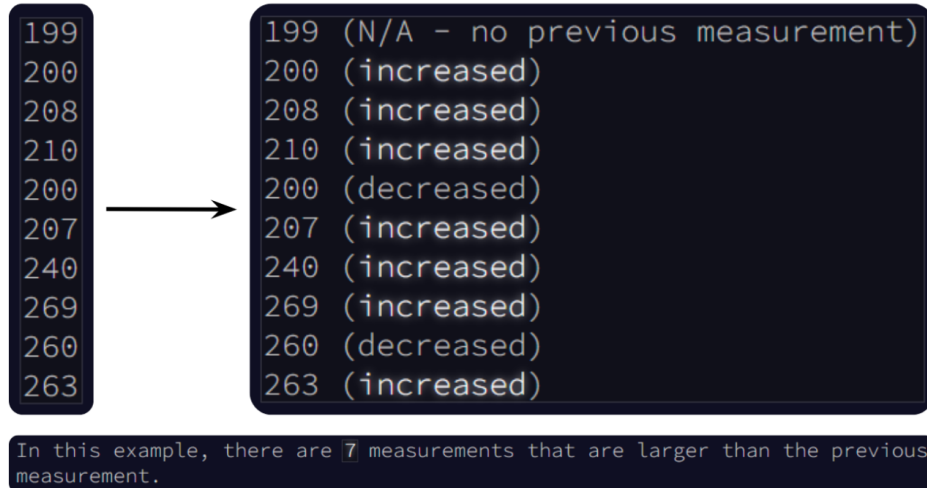 199
200
208
210
200
207
240
269
260
263
199 (N/A - no previous measurement)
200 (increased)
208 (increased)
210 (increased)
200 (decreased)
207 (increased)
240 (increased)
269 (increased)
260 (decreased)
263 (increased)
In this example, there are 7 measurements that are larger than the previous
measurement.